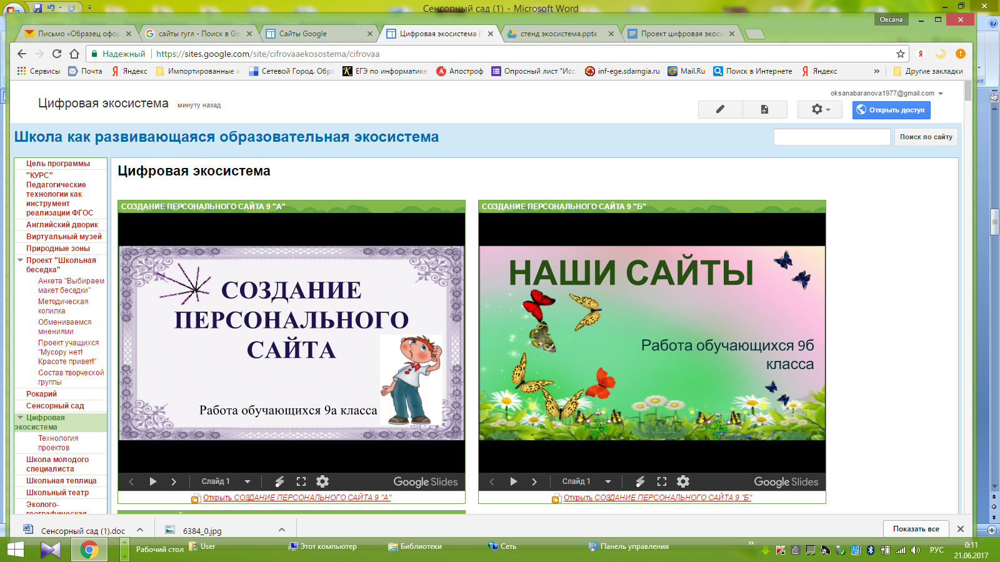 Сенсорный сад (1) - Microsoft Word
Оксана
Письмо «Образец офор
сайты гугл - Поиск в Go
Сайты Google
Цифровая экосистема (
стенд экосистема.pptx
Проект цифровая экоси
Надежный
https://sites.google.com/site/cifrovaaekosostema/cifrovaa
Сервисы
Почта
Яндекс
Импортированные и
Сетевой Город. Обра
ЕГЭ по информатике
Апостроф
Опросный лист "Исс
inf-ege.sdamgia.ru
Mail.Ru
Поиск в Интернете
Яндекс
»
Другие закладки
oksanabaranova1977@gmail.com
Цифровая экосистема
минуту назад
Открыть доступ
Школа как развивающаяся образовательная экосистема
Поиск по сайту
Цель программы
"КУРС"
Педагогические
технологии как
инструмент
реализации ФГОС
Английский дворик
Виртуальный музей
Природные зоны
Проект "Школьная
беседка"
Анкета "Выбираем
макет беседки"
Методическая
копилка
Обмениваемся
мнениями
Проект учащихся
"Мусору нет!
Красоте привет!"
Состав творческой
группы
Рокарий
Сенсорный сад
Цифровая
экосистема
Технология
проектов
Школа молодого
специалиста
Школьная теплица
Школьный театр
Эколого-
географическая
Цифровая экосистема
СОЗДАНИЕ ПЕРСОНАЛЬНОГО САЙТА 9 "А"
СОЗДАНИЕ
ПЕРСОНАЛЬНОГО
САЙТА
Работа обучающихся 9а класса
Слайд 1
Google Slides
Открыть СОЗДАНИЕ ПЕРСОНАЛЬНОГО САЙТА 9 "А"
СОЗДАНИЕ ПЕРСОНАЛЬНОГО САЙТА 9 "Б"
НАШИ САЙТЫ
Работа обучающихся 9б
класса
Слайд 1
Google Slides
Открыть СОЗДАНИЕ ПЕРСОНАЛЬНОГО САЙТА 9 "Б"
Сенсорный сад (1).doc
6384_0.jpg
Показать все
Рабочий стол
User
Этот компьютер
Библиотеки
Сеть
Панель управления
»
РУС
0:11
21.06.2017